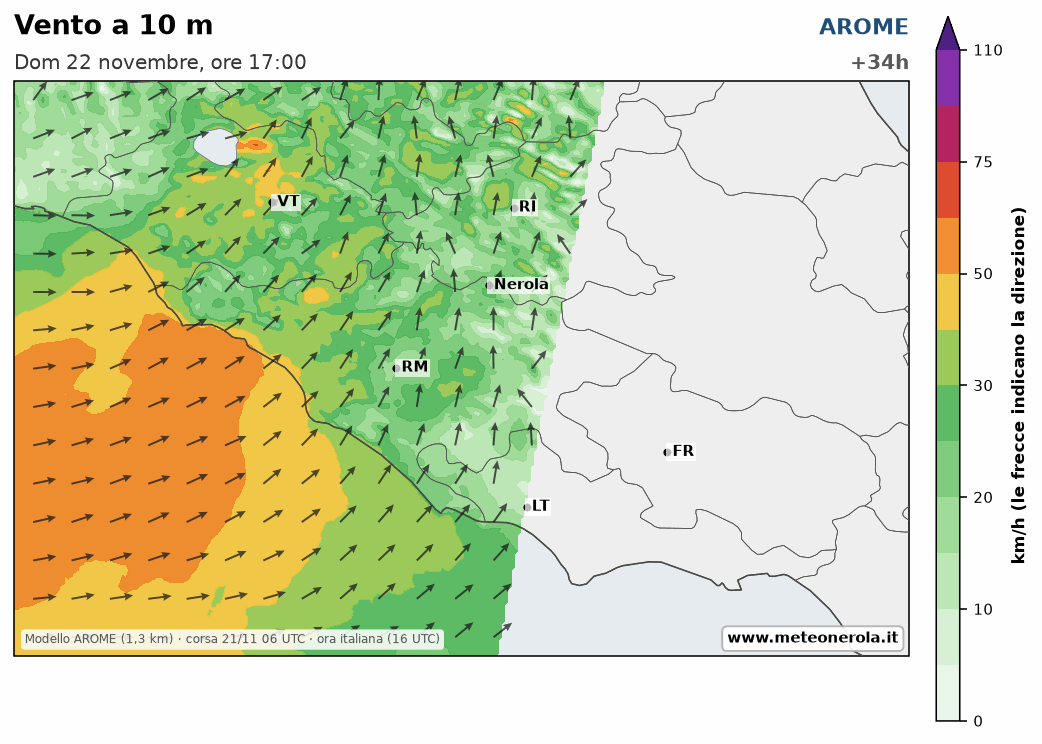 Vento a 10 m
AROME
Dom 22 novembre, ore 17:00
+34h
110
75
50
30
20
10
0
km/h (le frecce indicano la direzione)
VT
RI
Nerola
RM
FR
LT
Modello AROME (1,3 km) · corsa 21/11 06 UTC · ora italiana (16 UTC)
www.meteonerola.it